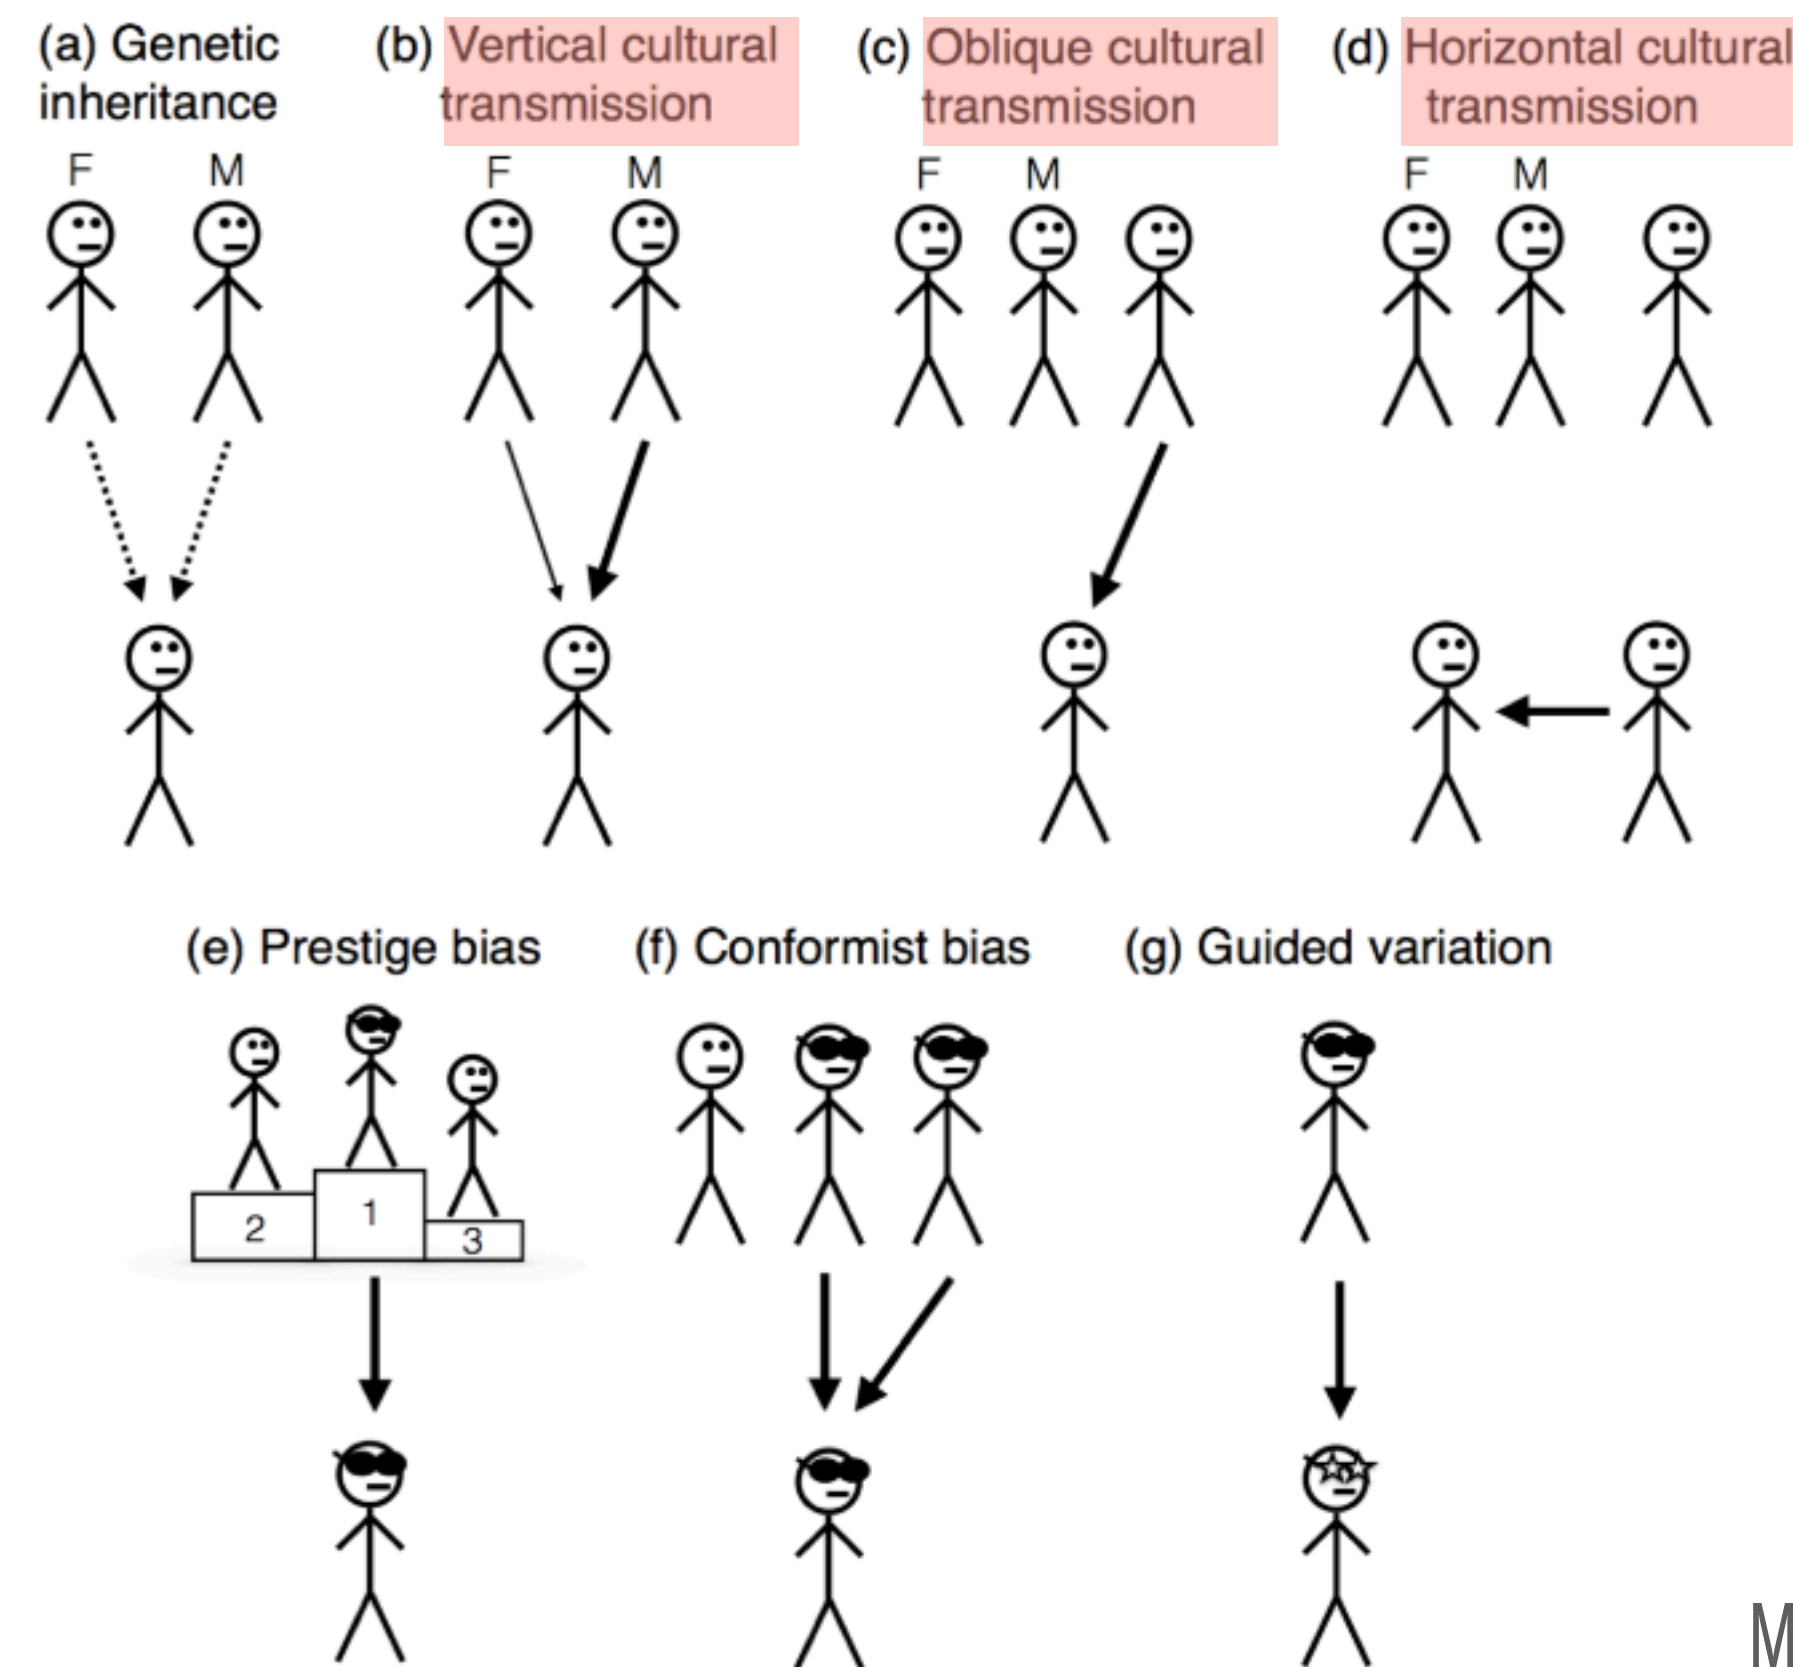 (a) Genetic
inheritance
(b) Vertical cultural
transmission
(c) Oblique cultural
transmission
(d) Horizontal cultural
transmission
F M
F M
F M
F M
(e) Prestige bias
(f) Conformist bias
(g) Guided variation
2 1 3
M